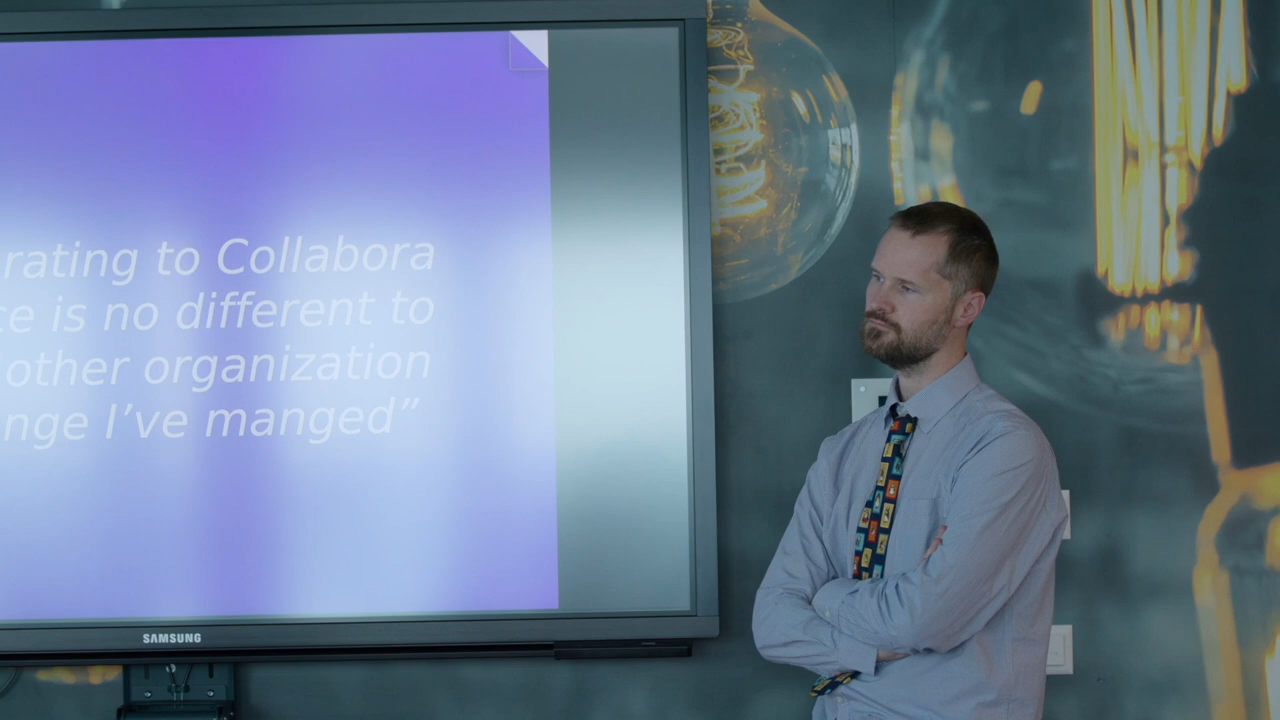 rating to Collabora
ce is no different to
other organization
nge I’ve manged”
SAMSUNG